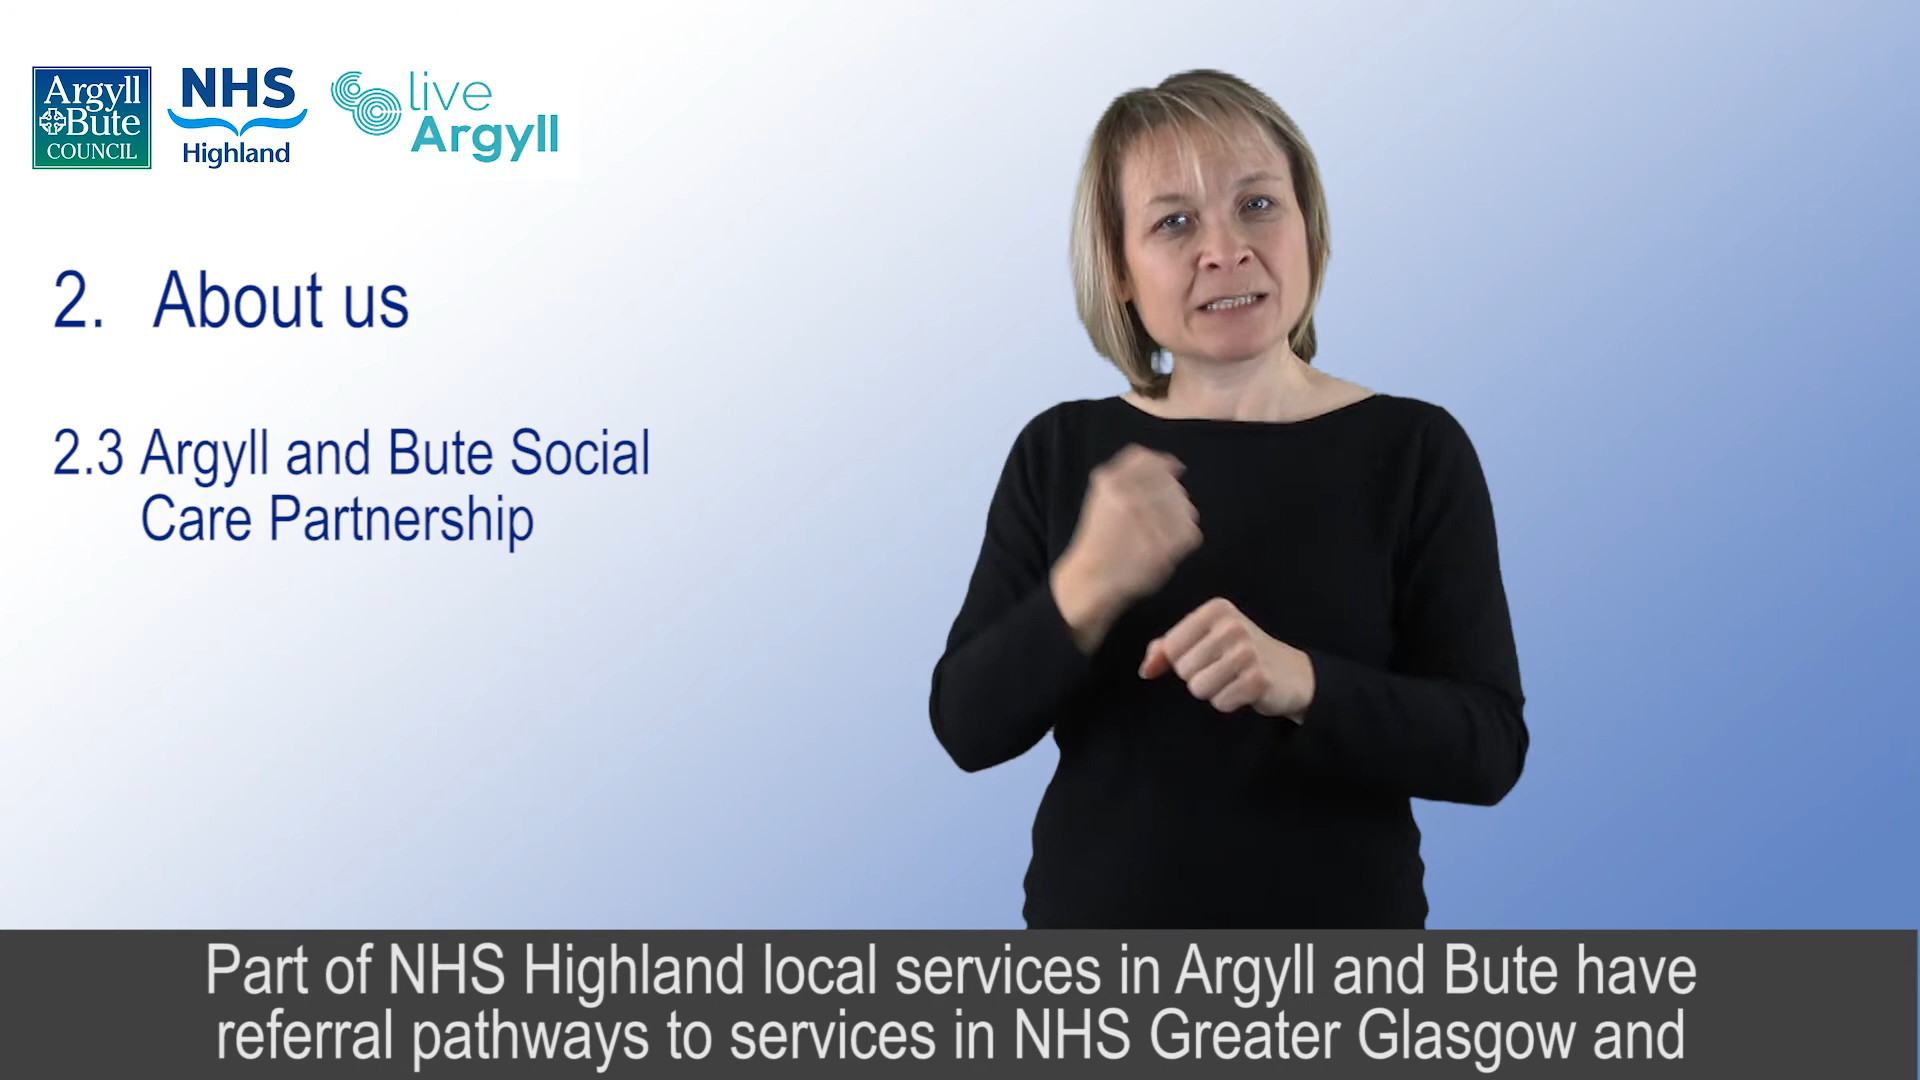 Argyll
&Bute
COUNCIL
NHS
Highland
live
Argyll
2. About us
2.3 Argyll and Bute Social
Care Partnership
Part of NHS Highland local services in Argyll and Bute have
referral pathways to services in NHS Greater Glasgow and